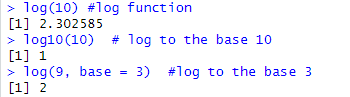 > log(10) #log function
[1] 2.302585
> log10(10)  # log to the base 10
[1] 1
> log(9, base = 3)  #log to the base 3
[1] 2